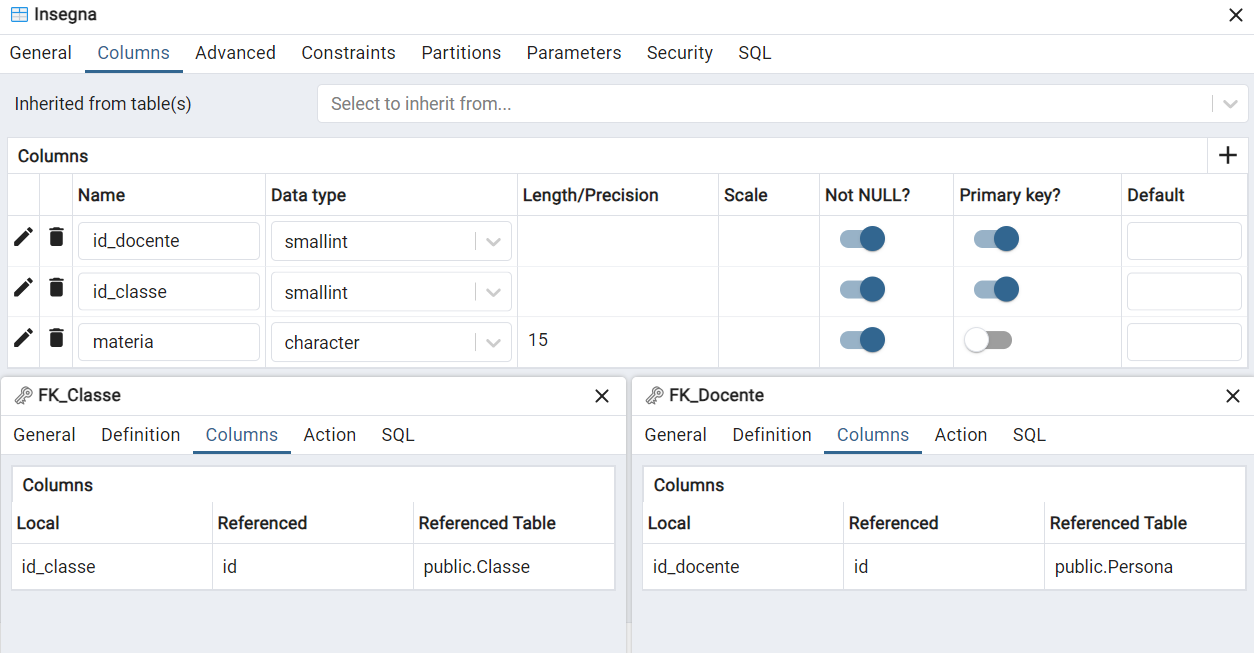 Insegna
General Columns Advanced Constraints Partitions Parameters Security SQL
Inherited from table(s) Select to inherit from...
Columns
Name Data type Length/Precision Scale Not NULL? Primary key? Default
id_docente smallint
id_classe smallint
materia character 15
FK_Classe
General Definition Columns Action SQL
Columns
Local Referenced Referenced Table
id_classe id public.Classe
FK_Docente
General Definition Columns Action SQL
Columns
Local Referenced Referenced Table
id_docente id public.Persona